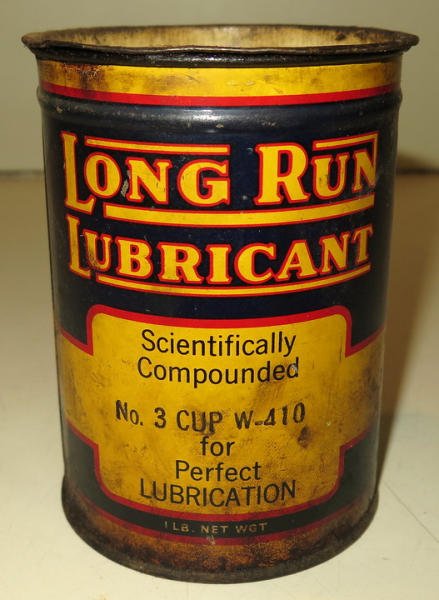 LONG RUN
LUBRICANT
Scientifically
Compounded
No. 3 CUP W-410
for
Perfect
LUBRICATION
1 LB. NET WGT